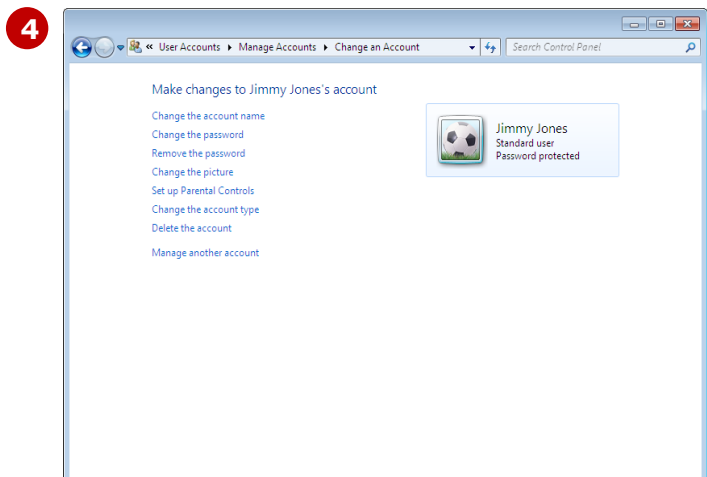 4
« User Accounts ▸ Manage Accounts ▸ Change an Account
Search Control Panel
Make changes to Jimmy Jones's account
Change the account name
Change the password
Remove the password
Change the picture
Set up Parental Controls
Change the account type
Delete the account
Manage another account
Jimmy Jones
Standard user
Password protected